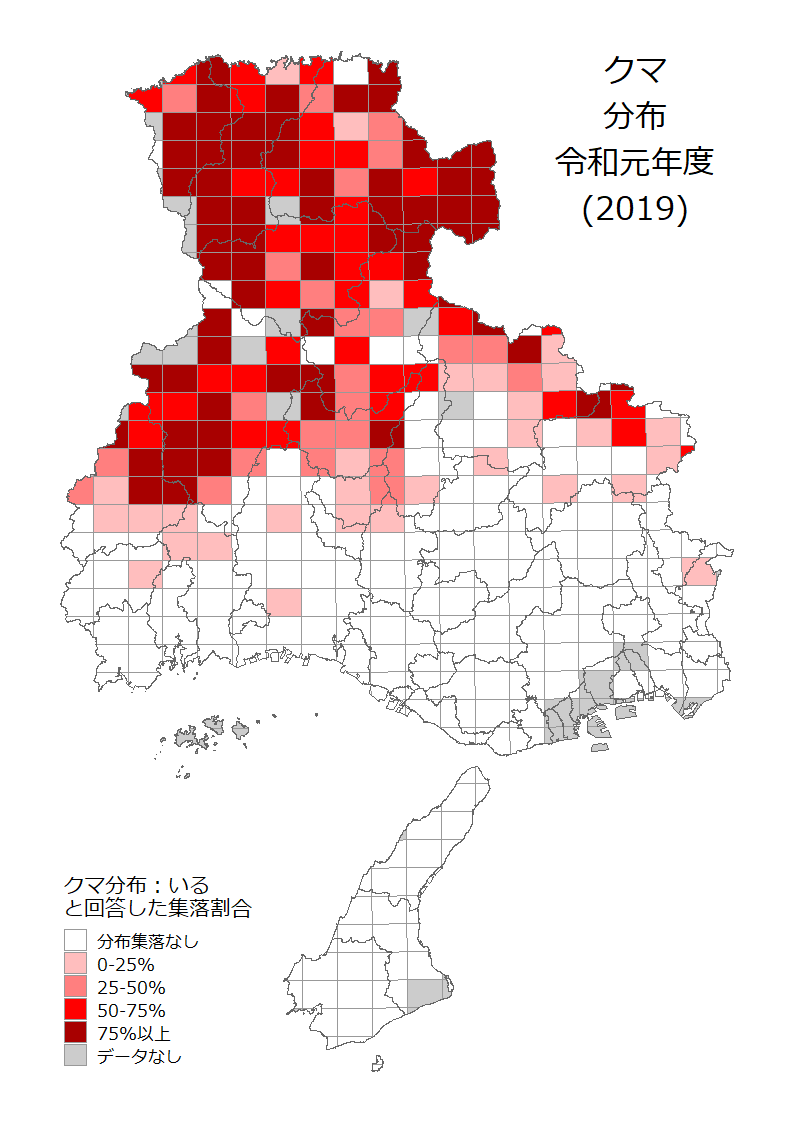 クマ
分布
令和元年度
(2019)
クマ分布：いる
と回答した集落割合
分布集落なし
0-25%
25-50%
50-75%
75%以上
データなし